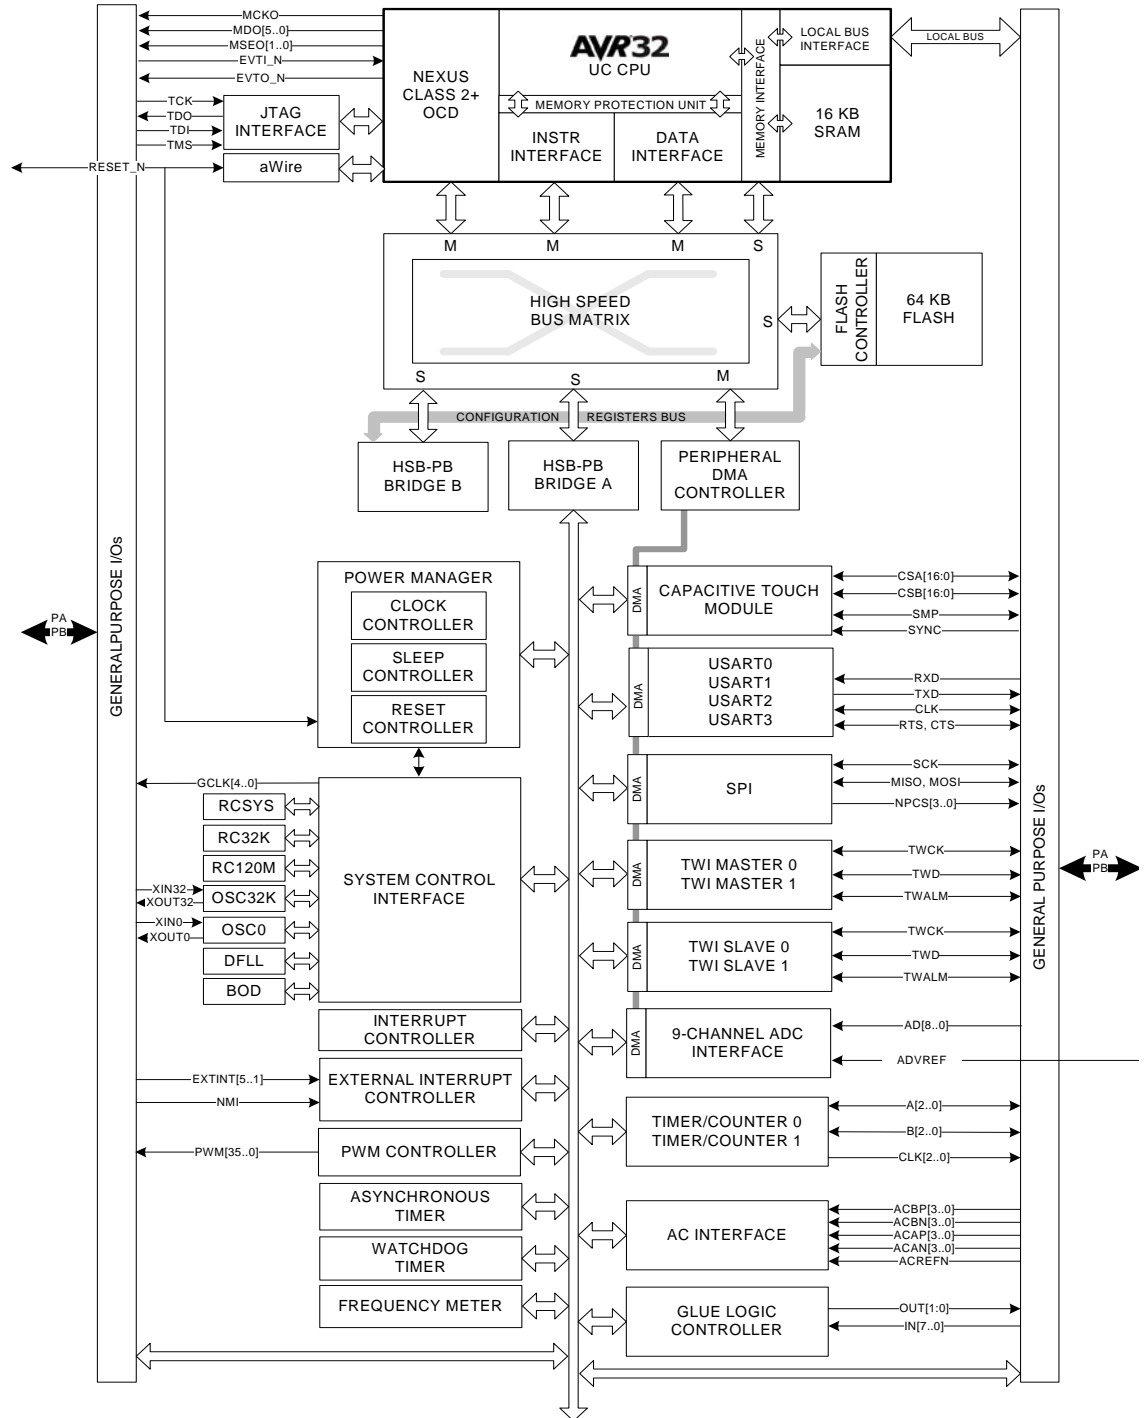 MCKO
MDO[5..0]
MSEO[1..0]
EVTI_N
EVTO_N
TCK
TDO
TDI
TMS
RESET_N
JTAG
INTERFACE
aWire
NEXUS
CLASS 2+
OCD
AVR32
UC CPU
MEMORY PROTECTION UNIT
INSTR
INTERFACE
DATA
INTERFACE
MEMORY INTERFACE
LOCAL BUS
INTERFACE
16 KB
SRAM
LOCAL BUS
M
M
M
S
HIGH SPEED
BUS MATRIX
S
S
S
M
FLASH
CONTROLLER
64 KB
FLASH
CONFIGURATION
REGISTERS BUS
HSB-PB
BRIDGE B
HSB-PB
BRIDGE A
PERIPHERAL
DMA
CONTROLLER
GENERALPURPOSE I/Os
PA
PB
POWER MANAGER
CLOCK
CONTROLLER
SLEEP
CONTROLLER
RESET
CONTROLLER
GCLK[4..0]
RCSYS
RC32K
RC120M
XIN32
XOUT32
OSC32K
XIN0
XOUT0
OSC0
DFLL
BOD
SYSTEM CONTROL
INTERFACE
INTERRUPT
CONTROLLER
EXTINT[5..1]
NMI
EXTERNAL INTERRUPT
CONTROLLER
PWM[35..0]
PWM CONTROLLER
ASYNCHRONOUS
TIMER
WATCHDOG
TIMER
FREQUENCY METER
DMA
CAPACITIVE TOUCH
MODULE
CSA[16:0]
CSB[16:0]
SMP
SYNC
DMA
USART0
USART1
USART2
USART3
RXD
TXD
CLK
RTS, CTS
DMA
SPI
SCK
MISO, MOSI
NPCS[3..0]
DMA
TWI MASTER 0
TWI MASTER 1
TWCK
TWD
TWALM
DMA
TWI SLAVE 0
TWI SLAVE 1
TWCK
TWD
TWALM
DMA
9-CHANNEL ADC
INTERFACE
AD[8..0]
ADVREF
TIMER/COUNTER 0
TIMER/COUNTER 1
A[2..0]
B[2..0]
CLK[2..0]
AC INTERFACE
ACBP[3..0]
ACBN[3..0]
ACAP[3..0]
ACAN[3..0]
ACREFN
GLUE LOGIC
CONTROLLER
OUT[1:0]
IN[7..0]
GENERAL PURPOSE I/Os
PA
PB